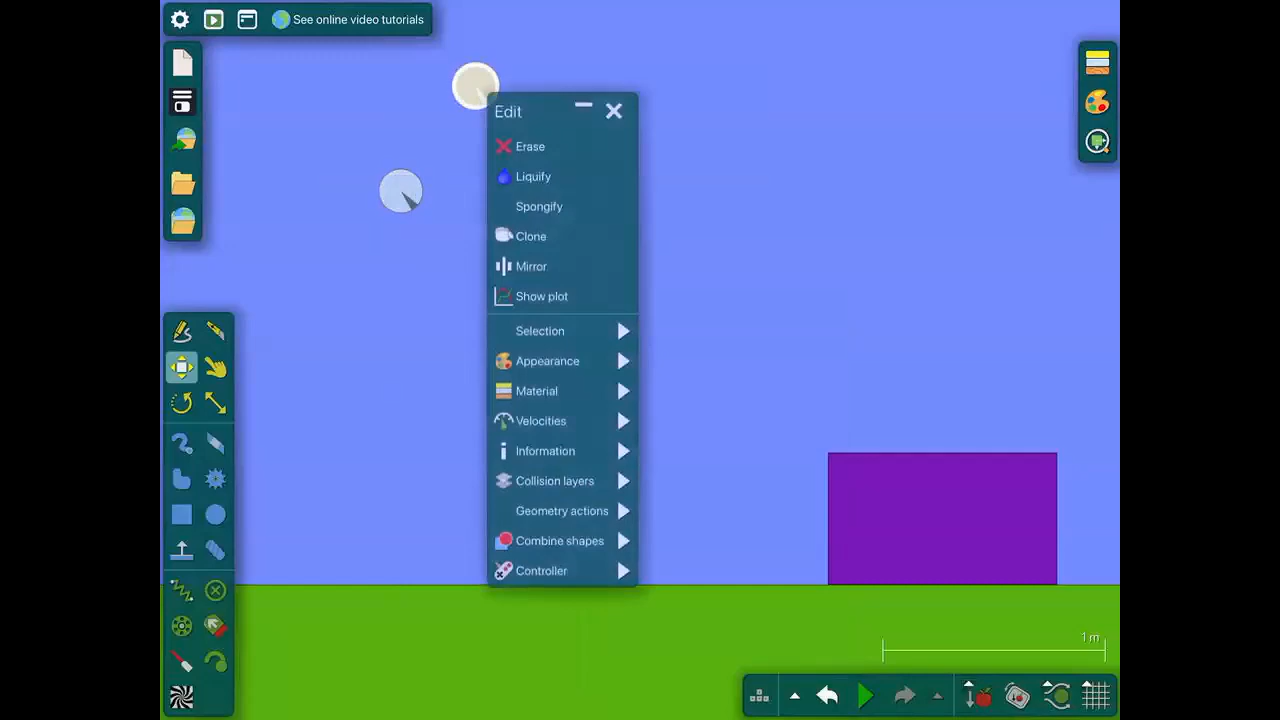 See online video tutorials
Edit
Erase
Liquify
Spongify
Clone
Mirror
Show plot
Selection
Appearance
Material
Velocities
Information
Collision layers
Geometry actions
Combine shapes
Controller
1 m